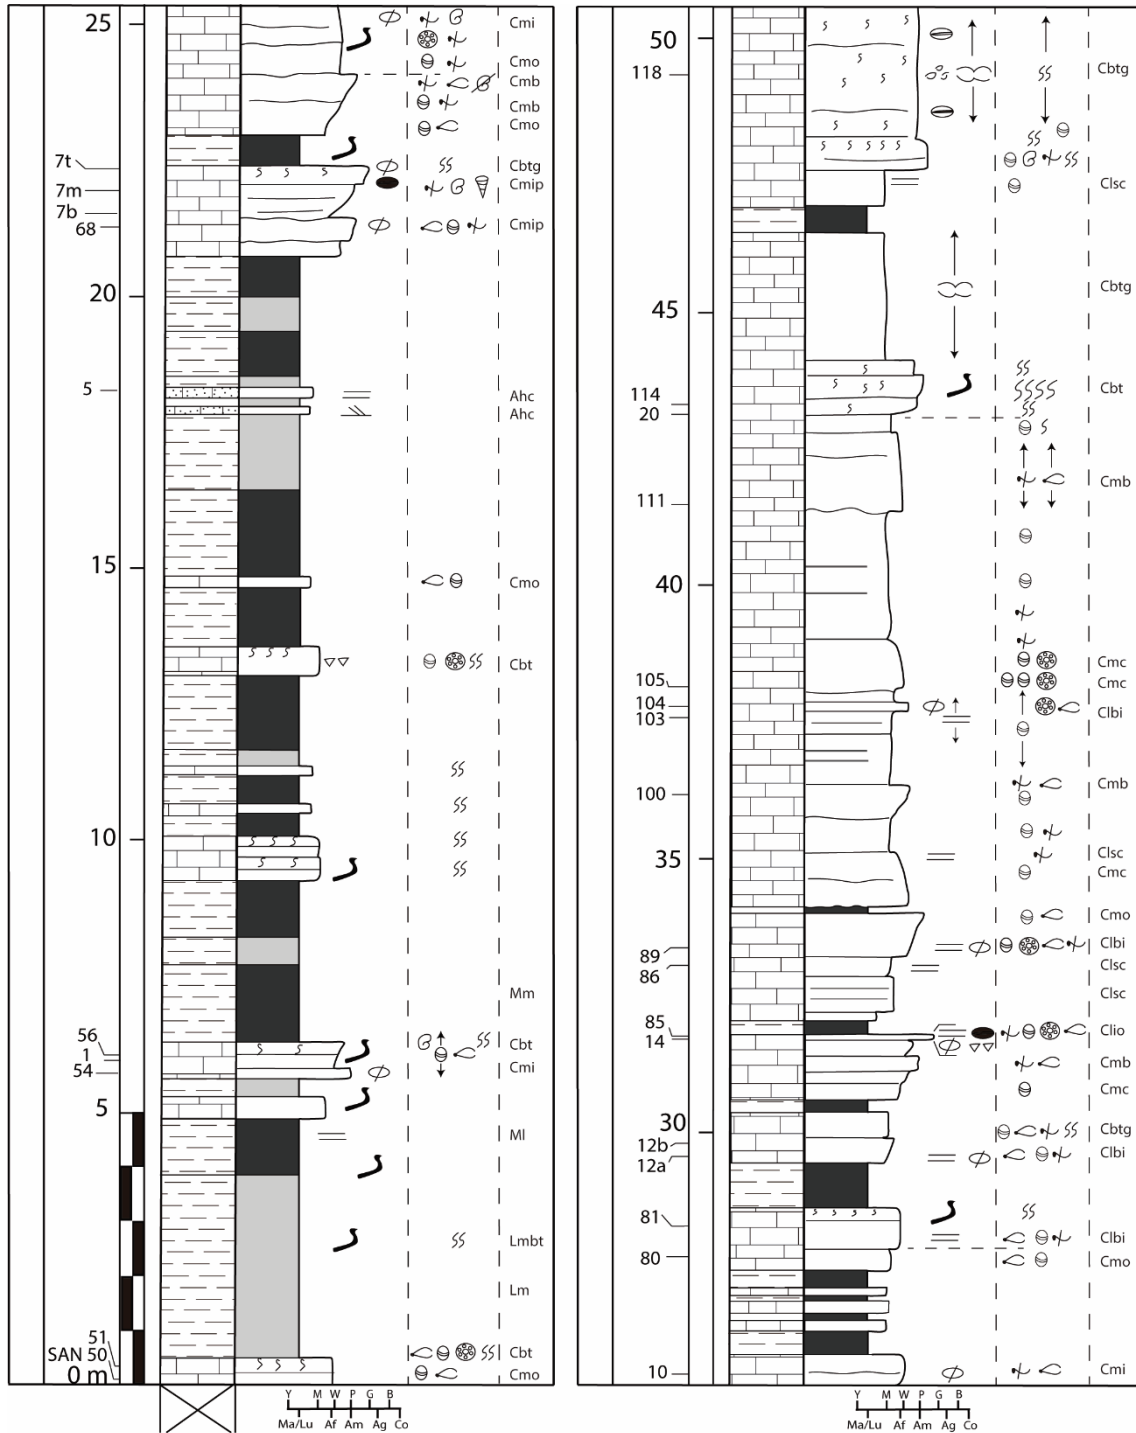 25
Cmi
Cmo
Cmb
Cmb
Cmo
7t
Cbtg
7m
Cmip
7b
68
Cmip
20
5
Ahc
Ahc
15
Cmo
Cbt
10
Mm
56
Cbt
1
Cmi
54
5
Ml
Lmbt
Lm
51
SAN 50
Cbt
0 m
Cmo
Y M W P G B
Ma/Lu Af Am Ag Co
50
118
Cbtg
Clsc
Cbtg
45
114
Cbt
20
Cmb
111
40
Cmc
105
Cmc
104
Clbi
103
100
Cmb
35
Clsc
Cmc
Cmo
89
Clbi
86
Clsc
Clsc
85
Clio
14
Cmb
Cmc
30
Cbtg
12b
Clbi
12a
81
Clbi
80
Cmo
10
Cmi
Y M W P G B
Ma/Lu Af Am Ag Co